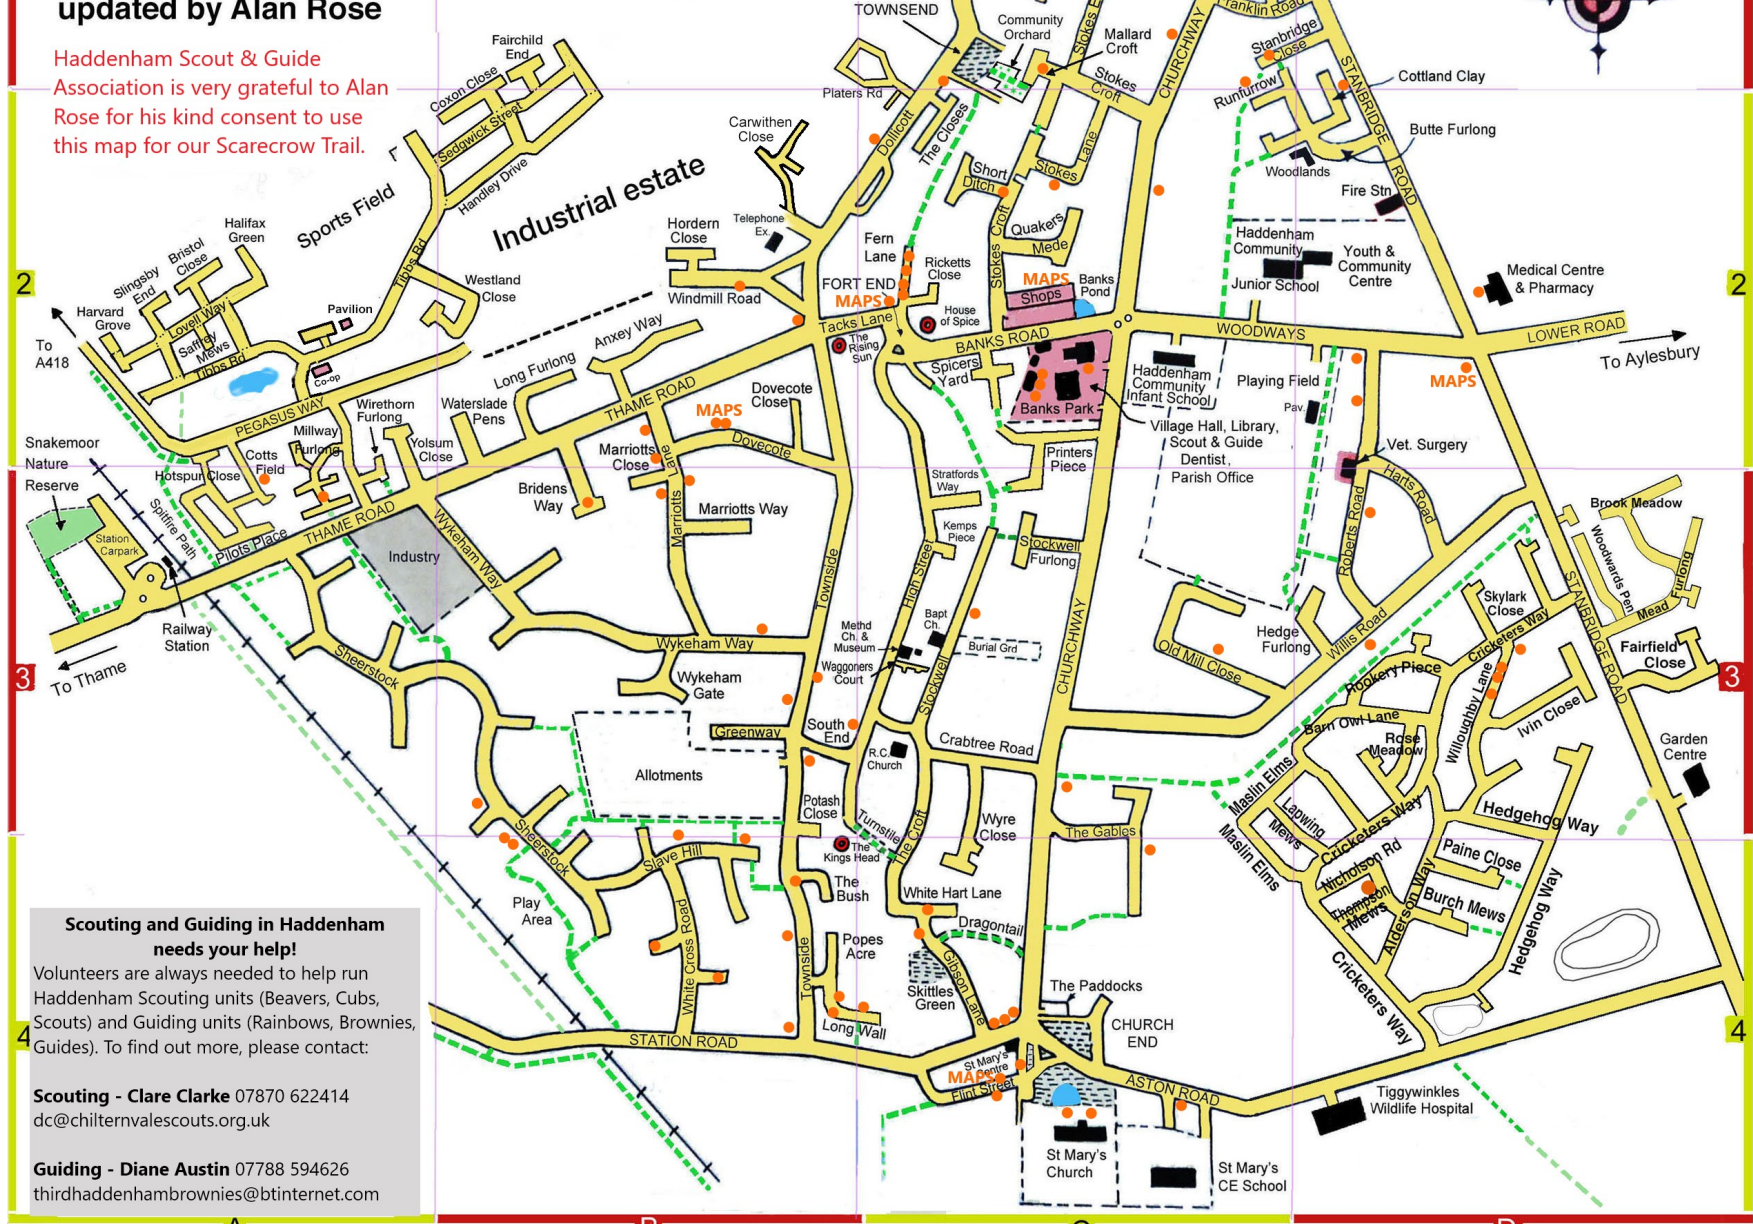 updated by Alan Rose
Haddenham Scout & Guide
Association is very grateful to Alan
Rose for his kind consent to use
this map for our Scarecrow Trail.
Fairchild
End
Coxon Close
Sedgwick Street
Handley Drive
Sports Field
Industrial estate
TOWNSEND
Community
Orchard
Stokes
Mallard
Croft
Stokes
Croft
CHURCHWAY
Franklin Road
Stanbridge
Close
Runfurrow
STANBRIDGE
ROAD
Cottland Clay
Butte Furlong
Woodlands
Fire Stn
Platers Rd
Dollicott
The Closes
Carwithen
Close
Telephone
Ex.
Hordern
Close
Windmill Road
Short
Ditch
Stokes
Lane
Quakers
Mede
Stokes Croft
Fern
Lane
Ricketts
Close
FORT END
MAPS
MAPS
Shops
Banks
Pond
Haddenham
Community
Junior School
Youth &
Community
Centre
Medical Centre
& Pharmacy
2
2
Halifax
Green
Bristol
Close
Slingsby
End
Harvard
Grove
Lovell Way
Saffrey
Mews
Tibbs Rd
Tibbs Rd
Westland
Close
Pavilion
Co-op
To
A418
PEGASUS WAY
Tacks Lane
House
of Spice
The
Rising
Sun
BANKS ROAD
WOODWAYS
LOWER ROAD
To Aylesbury
MAPS
Spicers
Yard
Banks Park
Haddenham
Community
Infant School
Playing Field
Pav.
Village Hall, Library,
Scout & Guide
Dentist,
Parish Office
Vet. Surgery
Anxey Way
Long Furlong
Waterslade
Pens
THAME ROAD
Dovecote
Close
MAPS
Dovecote
Marriotts
Close
Lane
Marriotts
Marriotts Way
Bridens
Way
Wirethorn
Furlong
Millway
Furlong
Yolsum
Close
Cotts
Field
Hotspur Close
Snakemoor
Nature
Reserve
Station
Carpark
Spitfire Path
Pilots Place
THAME ROAD
Industry
Wykeham Way
Printers
Piece
Stratfords
Way
Kemps
Piece
Stockwell
Furlong
Harts Road
Roberts Road
Brook Meadow
Woodwards Pen
Furlong
Mead
STANBRIDGE ROAD
Townside
High Street
Methd
Ch. &
Museum
Bapt
Ch.
Burial Grd
Waggoners
Court
Stockwell
CHURCHWAY
Old Mill Close
Hedge
Furlong
Willis Road
Skylark
Close
Cricketers Way
Rookery Piece
Willoughby Lane
Fairfield
Close
Ivin Close
3
3
Railway
Station
To Thame
Sheerstock
Wykeham Way
Wykeham
Gate
Greenway
South
End
R.C.
Church
Crabtree Road
Allotments
Barn Owl Lane
Rose
Meadow
Garden
Centre
Maslin Elms
Lapwing
Mews
Maslin Elms
Cricketers Way
Hedgehog Way
Potash
Close
Turnstile
The Croft
Wyre
Close
The Gables
The
Kings Head
Sheerstock
Slave Hill
The
Bush
White Hart Lane
Dragontail
Nicholson Rd
Thompson
Mews
Alderson Way
Paine Close
Burch Mews
Hedgehog Way
Play
Area
White Cross Road
Townside
Popes
Acre
Long Wall
Skittles
Green
Gibson Lane
The Paddocks
CHURCH
END
Cricketers Way
4
4
STATION ROAD
St Mary's
Centre
MAPS
Flint Street
ASTON ROAD
Tiggywinkles
Wildlife Hospital
St Mary's
Church
St Mary's
CE School
Scouting and Guiding in Haddenham
needs your help!
Volunteers are always needed to help run
Haddenham Scouting units (Beavers, Cubs,
Scouts) and Guiding units (Rainbows, Brownies,
Guides). To find out more, please contact:
Scouting - Clare Clarke 07870 622414
dc@chilternvalescouts.org.uk
Guiding - Diane Austin 07788 594626
thirdhaddenhambrownies@btinternet.com